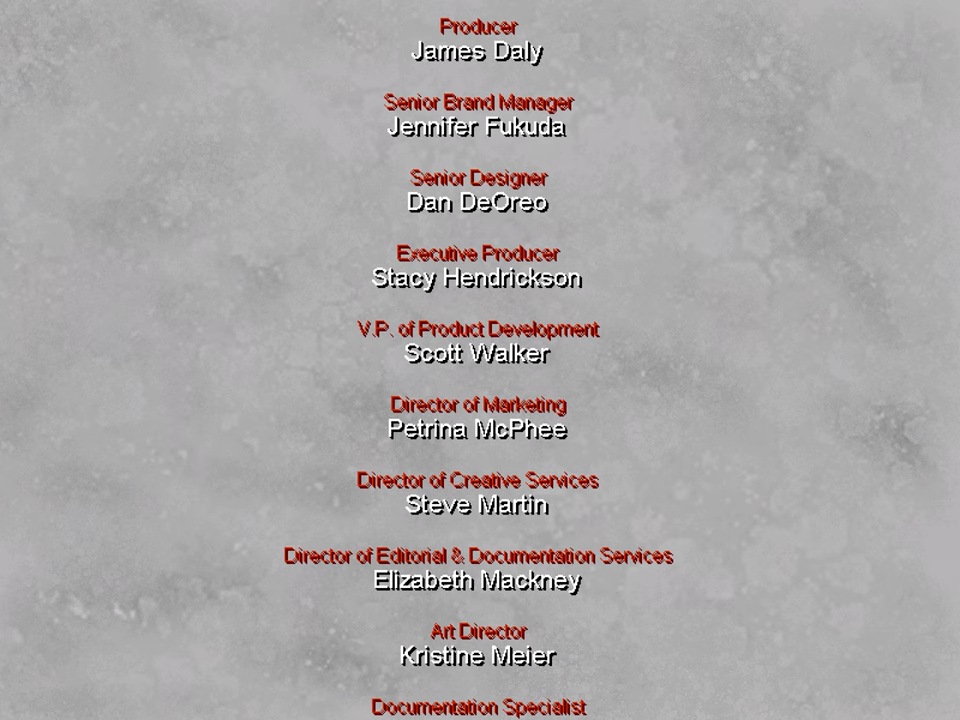 Producer
James Daly
Senior Brand Manager
Jennifer Fukuda
Senior Designer
Dan DeOreo
Executive Producer
Stacy Hendrickson
V.P. of Product Development
Scott Walker
Director of Marketing
Petrina McPhee
Director of Creative Services
Steve Martin
Director of Editorial & Documentation Services
Elizabeth Mackney
Art Director
Kristine Meier
Documentation Specialist